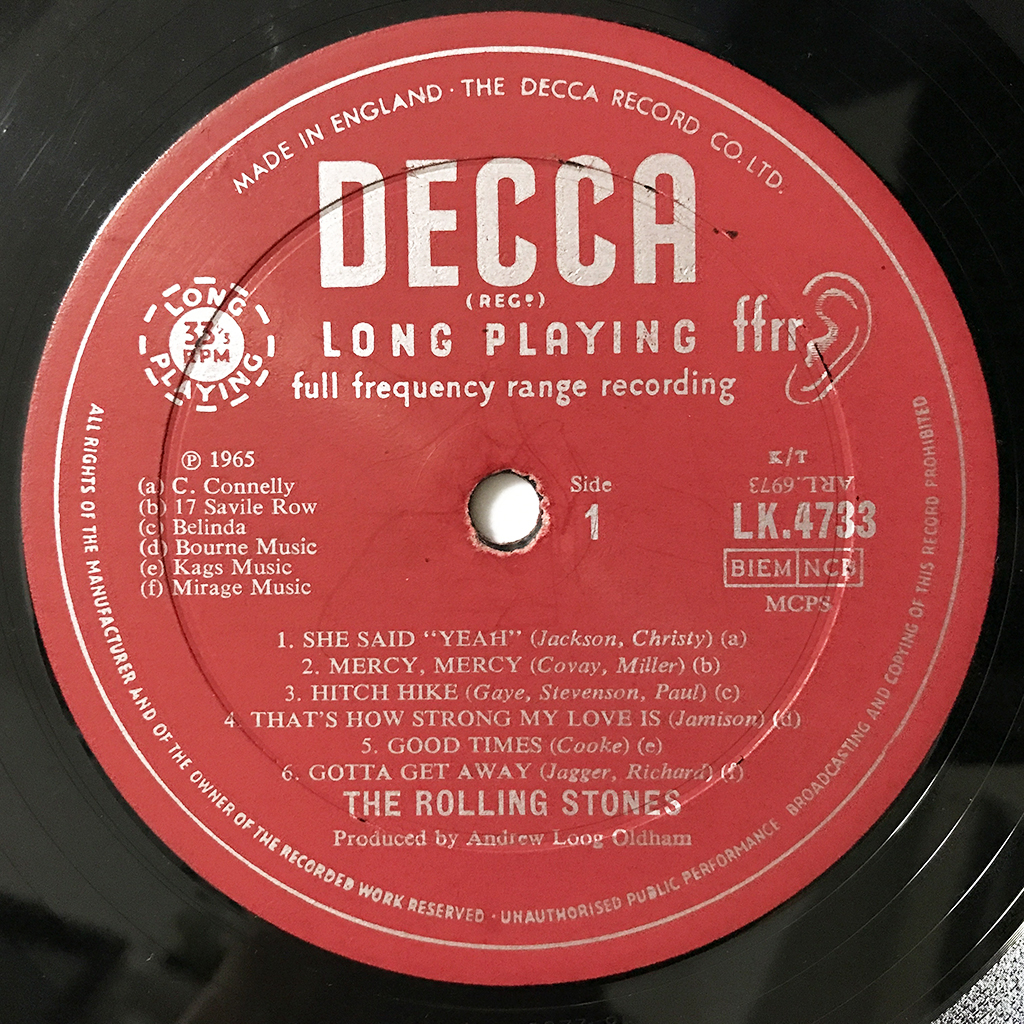 MADE IN ENGLAND · THE DECCA RECORD CO. LTD.
DECCA
(REGD)
LONG PLAYING
ffrr
full frequency range recording
LONG
33⅓
RPM
PLAYING
℗ 1965
(a) C. Connelly
(b) 17 Savile Row
(c) Belinda
(d) Bourne Music
(e) Kags Music
(f) Mirage Music
Side
1
K/T
ARL.6973
LK.4733
BIEM NCB
MCPS
1. SHE SAID “YEAH” (Jackson, Christy) (a)
2. MERCY, MERCY (Covay, Miller) (b)
3. HITCH HIKE (Gaye, Stevenson, Paul) (c)
4. THAT’S HOW STRONG MY LOVE IS (Jamison) (d)
5. GOOD TIMES (Cooke) (e)
6. GOTTA GET AWAY (Jagger, Richard) (f)
THE ROLLING STONES
Produced by Andrew Loog Oldham
ALL RIGHTS OF THE MANUFACTURER AND OF THE OWNER OF THE RECORDED WORK RESERVED · UNAUTHORISED PUBLIC PERFORMANCE BROADCASTING AND COPYING OF THIS RECORD PROHIBITED